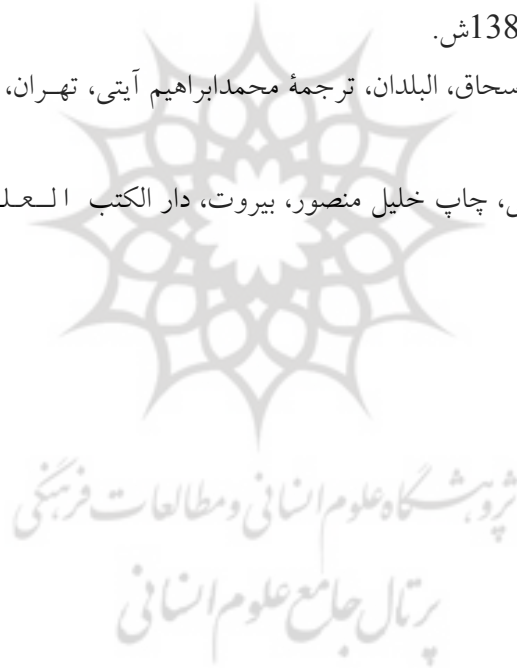 138ش.
سحاق، البلدان، ترجمهٔ محمدابراهیم آیتی، تهـران،
چاپ خلیل منصور، بیروت، دار الکتب الـعـلـ
پژوهشگاه علوم انسانی و مطالعات فرهنگی
پرتال جامع علوم انسانی